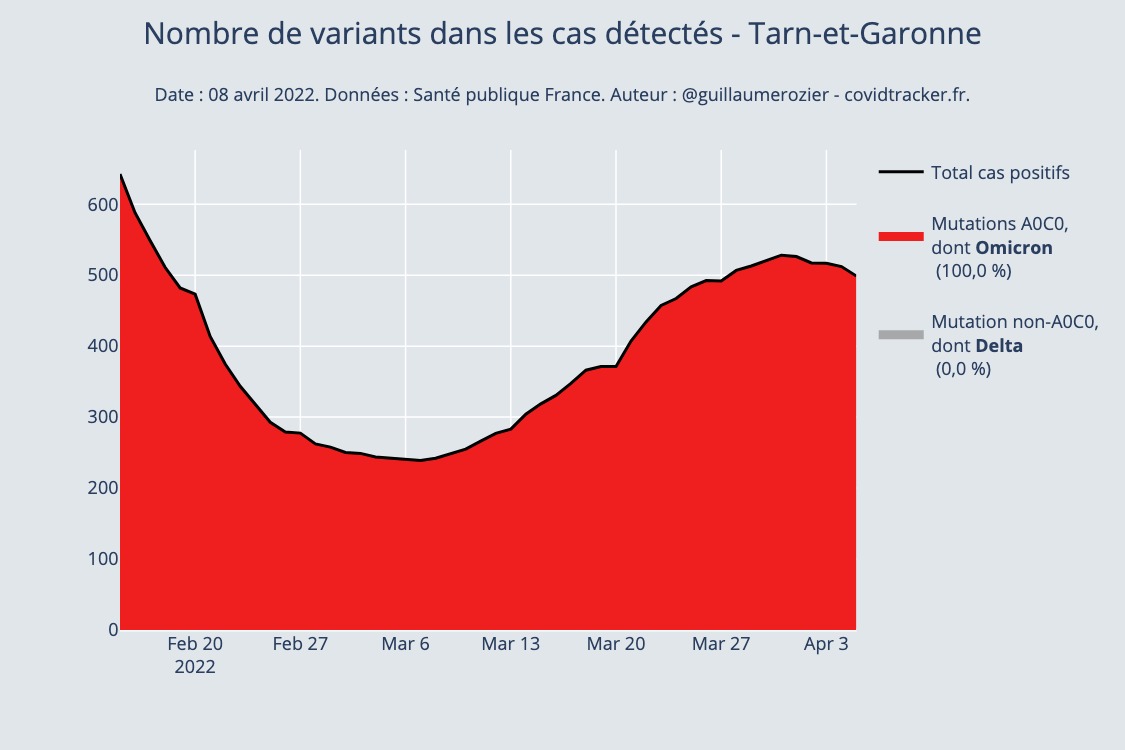 Nombre de variants dans les cas détectés - Tarn-et-Garonne
Date : 08 avril 2022. Données : Santé publique France. Auteur : @guillaumerozier - covidtracker.fr.
Total cas positifs
Mutations A0C0,
dont Omicron
(100,0 %)
Mutation non-A0C0,
dont Delta
(0,0 %)
600
500
400
300
200
100
0
Feb 20 Feb 27 Mar 6 Mar 13 Mar 20 Mar 27 Apr 3
2022